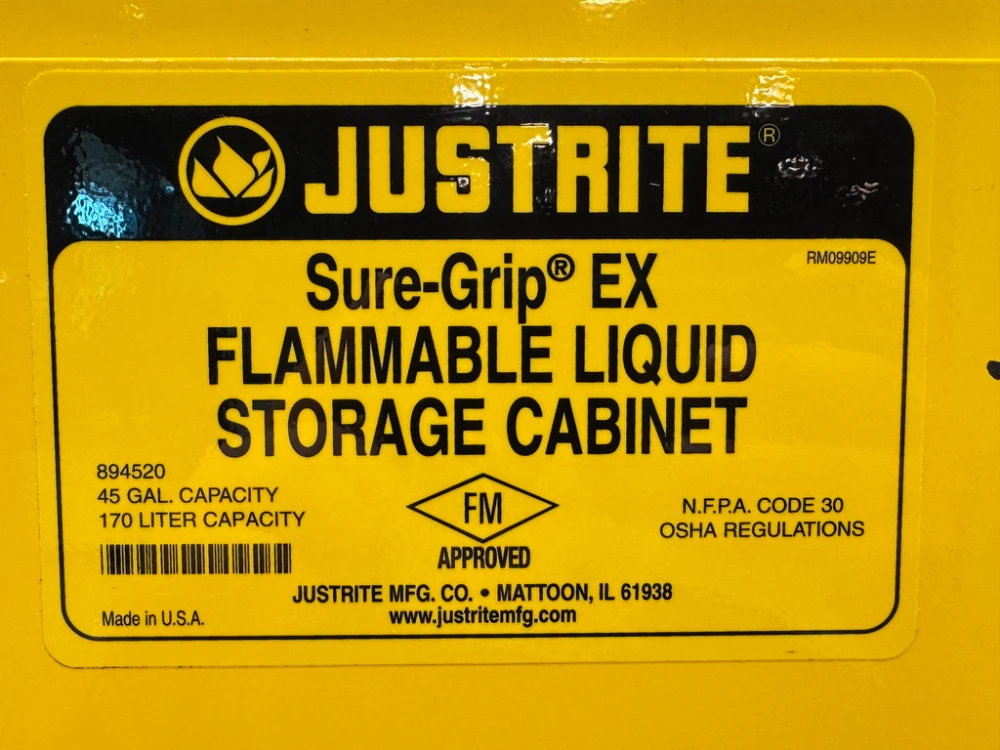 JUSTRITE®
RM09909E
Sure-Grip® EX
FLAMMABLE LIQUID
STORAGE CABINET
894520
45 GAL. CAPACITY
170 LITER CAPACITY
FM
APPROVED
N.F.P.A. CODE 30
OSHA REGULATIONS
JUSTRITE MFG. CO. • MATTOON, IL 61938
www.justritemfg.com
Made in U.S.A.